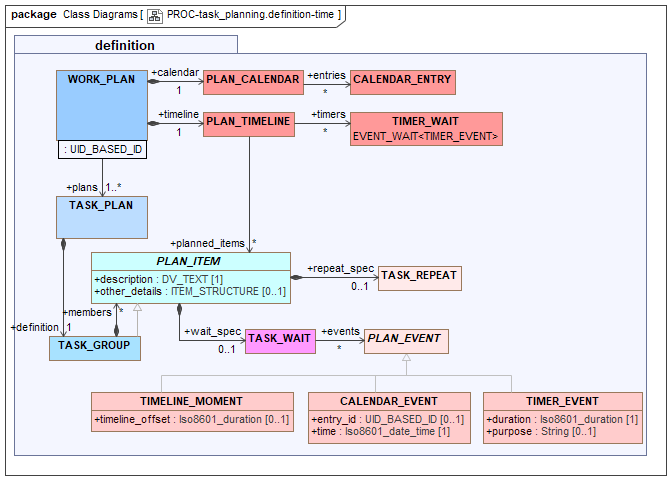 package Class Diagrams [ PROC-task_planning.definition-time ]
definition
WORK_PLAN
: UID_BASED_ID
+calendar
1
PLAN_CALENDAR
+entries
*
CALENDAR_ENTRY
+timeline
1
PLAN_TIMELINE
+timers
*
TIMER_WAIT
EVENT_WAIT<TIMER_EVENT>
+plans
1..*
TASK_PLAN
+planned_items
*
PLAN_ITEM
+description : DV_TEXT [1]
+other_details : ITEM_STRUCTURE [0..1]
+repeat_spec
0..1
TASK_REPEAT
+members
*
+definition
1
TASK_GROUP
+wait_spec
0..1
TASK_WAIT
+events
*
PLAN_EVENT
TIMELINE_MOMENT
+timeline_offset : Iso8601_duration [0..1]
CALENDAR_EVENT
+entry_id : UID_BASED_ID [0..1]
+time : Iso8601_date_time [1]
TIMER_EVENT
+duration : Iso8601_duration [1]
+purpose : String [0..1]